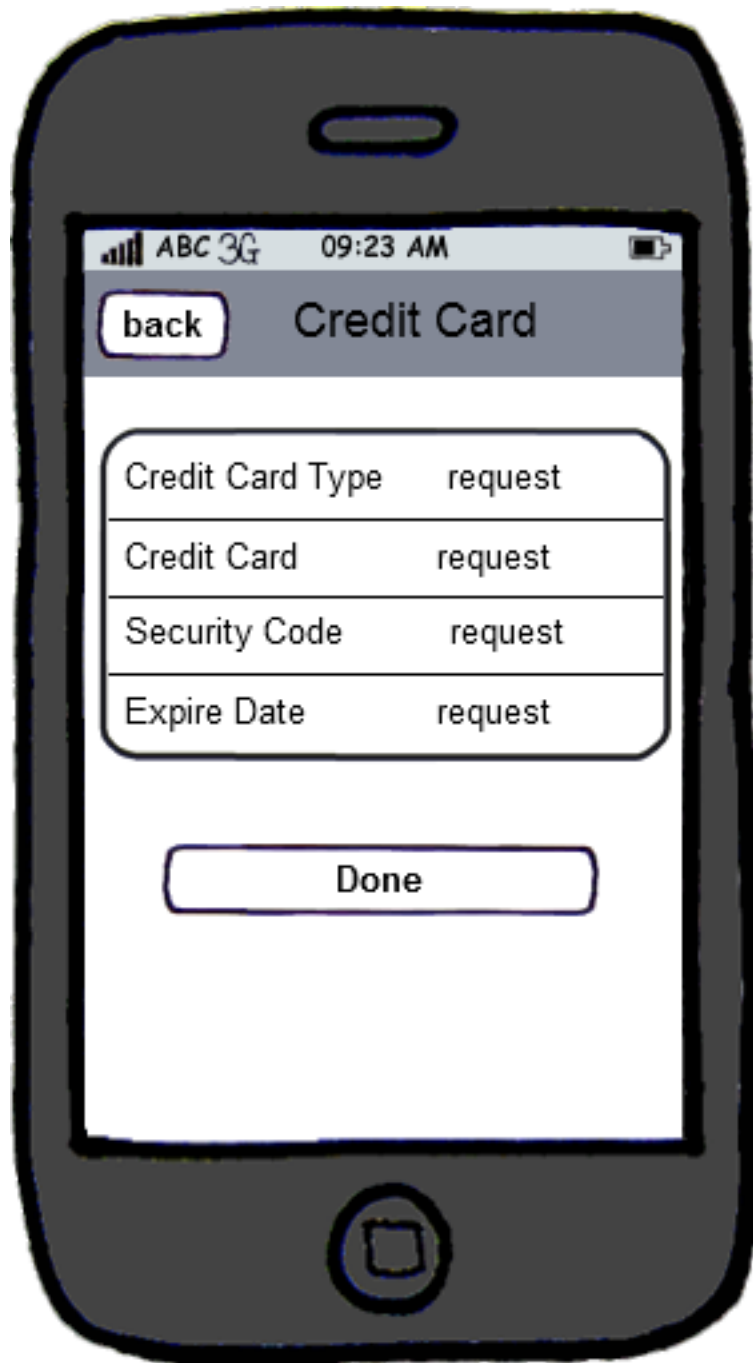 ABC 3G 09:23 AM
back Credit Card
Credit Card Type request
Credit Card request
Security Code request
Expire Date request
Done